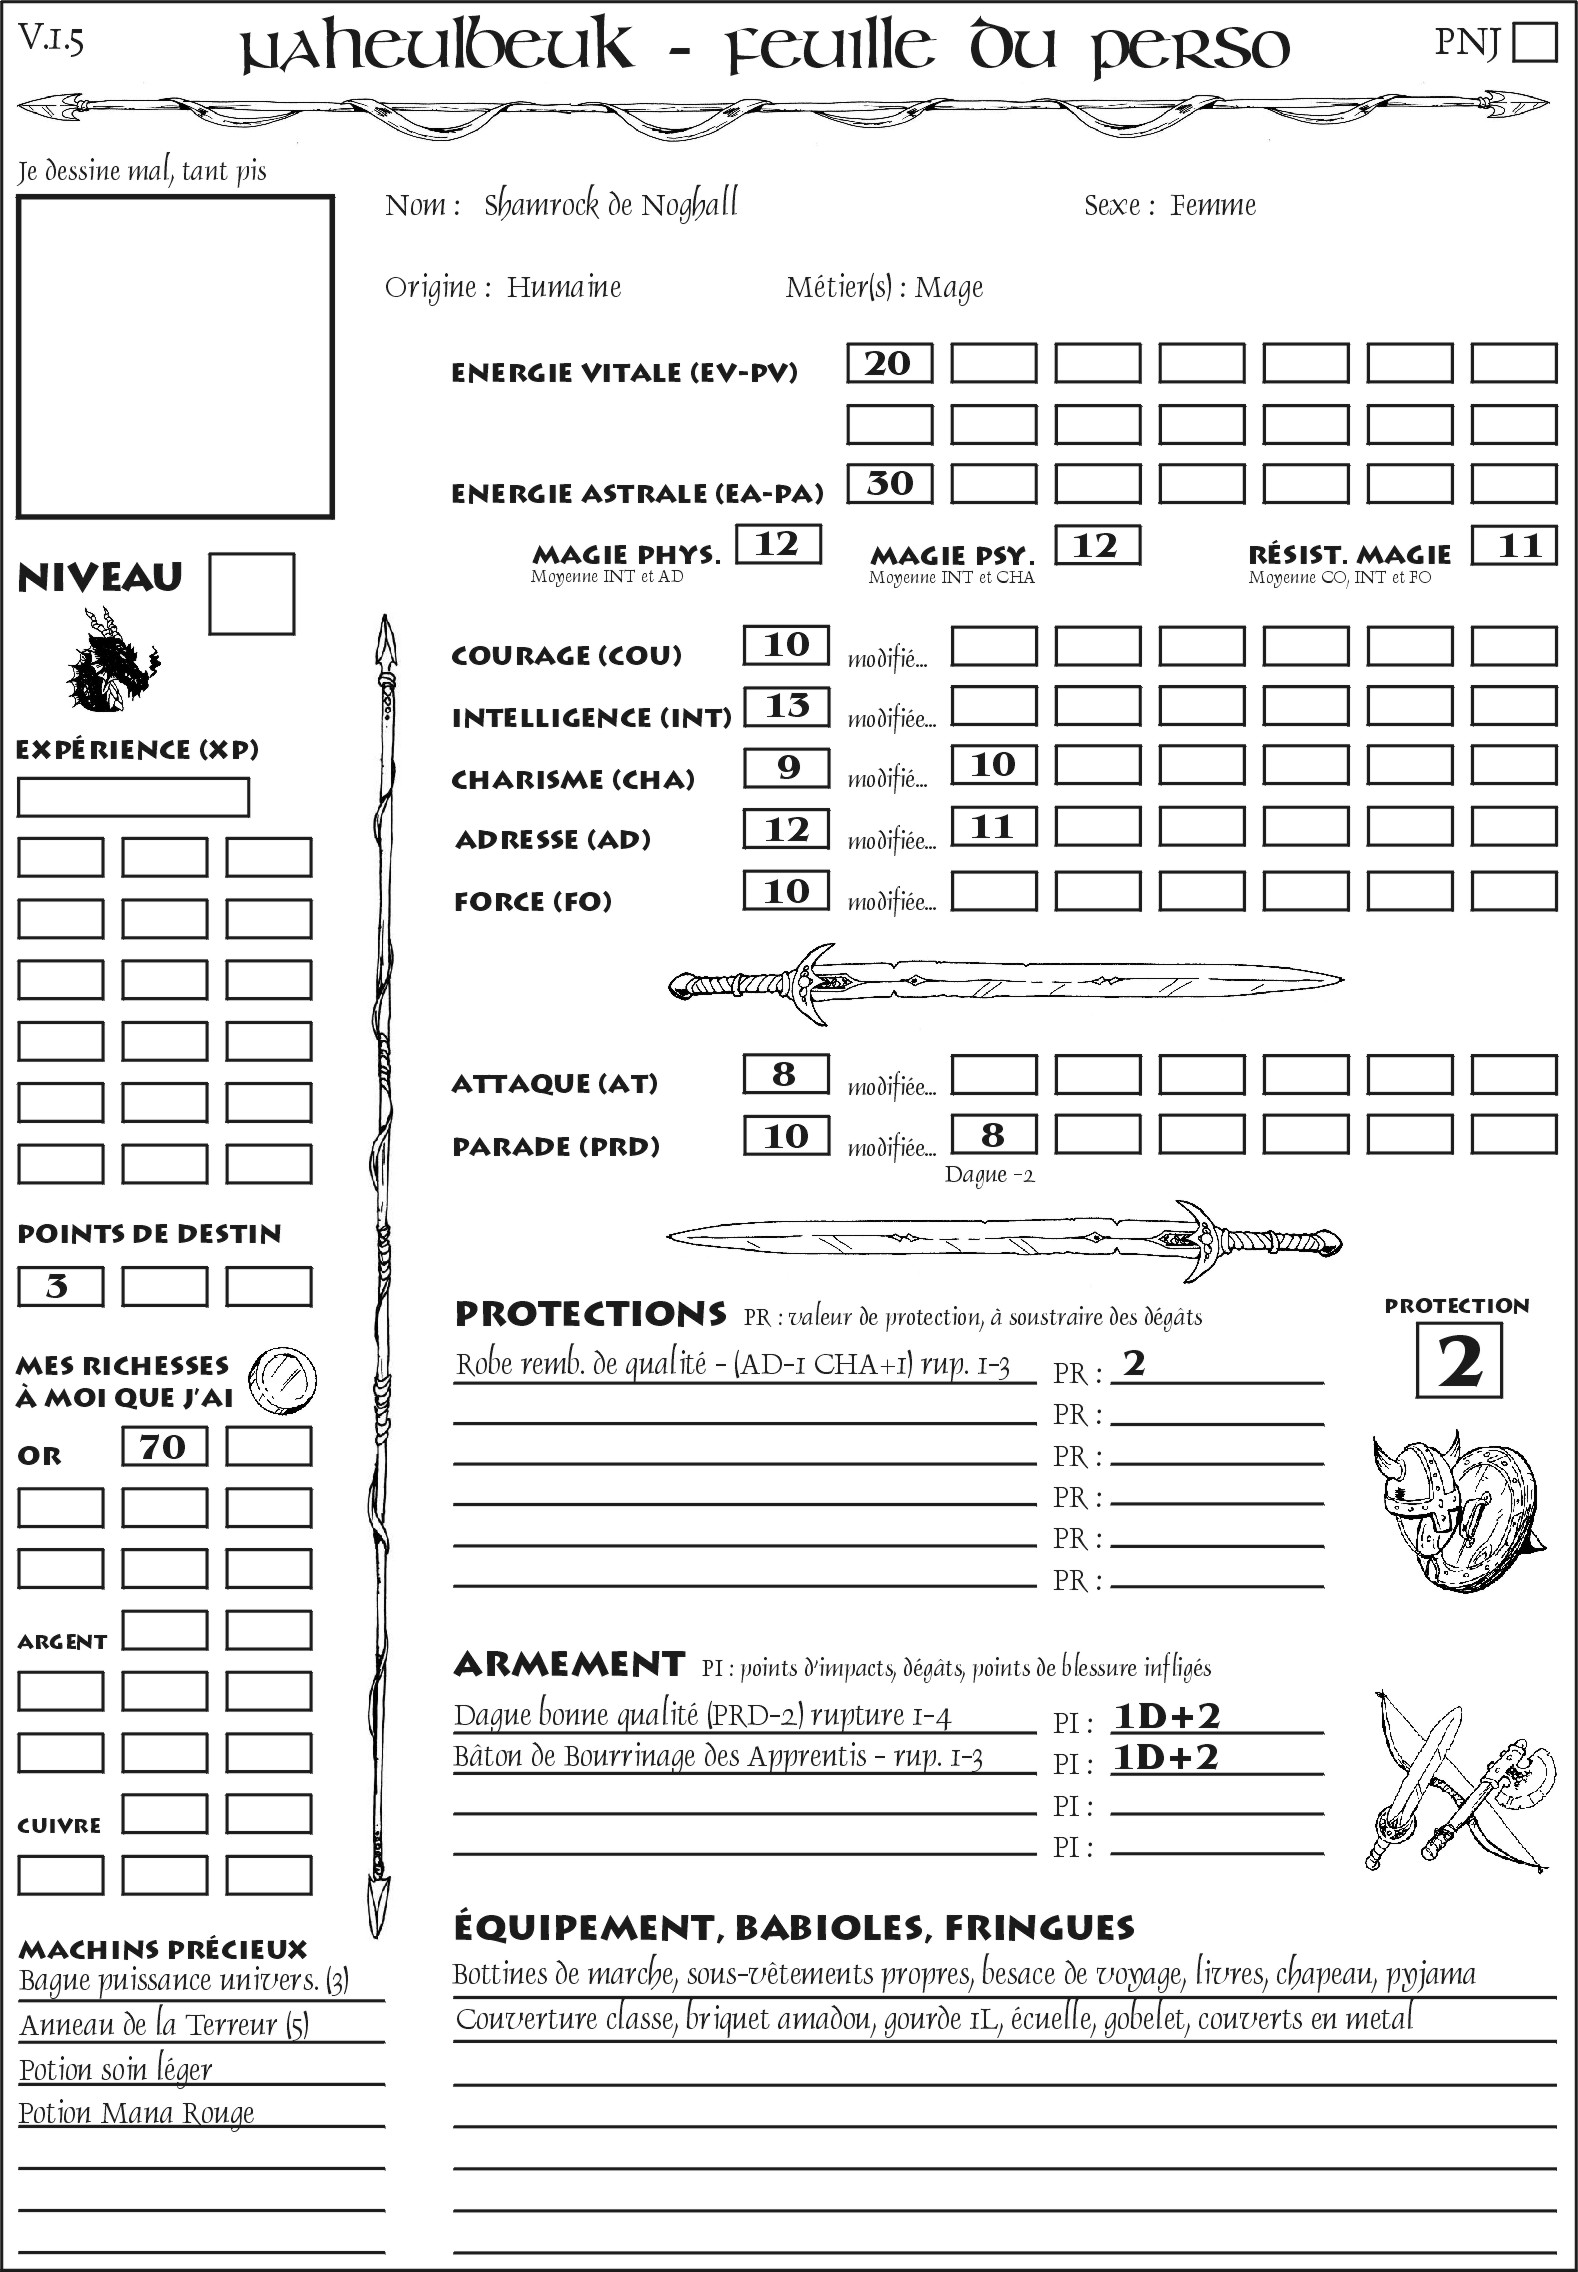 V.1.5
Naheulbeuk - feuille du perso
PNJ
Je dessine mal, tant pis
Nom : Shamrock de Noghall
Sexe : Femme
Origine : Humaine
Métier(s) : Mage
ENERGIE VITALE (EV-PV) 20
ENERGIE ASTRALE (EA-PA) 30
MAGIE PHYS. 12
Moyenne INT et AD
MAGIE PSY. 12
Moyenne INT et CHA
RÉSIST. MAGIE 11
Moyenne CO, INT et FO
NIVEAU
COURAGE (COU) 10 modifié...
INTELLIGENCE (INT) 13 modifiée...
CHARISME (CHA) 9 modifié... 10
ADRESSE (AD) 12 modifiée... 11
FORCE (FO) 10 modifiée...
EXPÉRIENCE (XP)
ATTAQUE (AT) 8 modifiée...
PARADE (PRD) 10 modifiée... 8
Dague -2
POINTS DE DESTIN
3
MES RICHESSES
À MOI QUE J'AI
OR 70
ARGENT
CUIVRE
PROTECTIONS PR : valeur de protection, à soustraire des dégâts
Robe remb. de qualité - (AD-1 CHA+1) rup. 1-3 PR : 2
PR :
PR :
PR :
PR :
PR :
PROTECTION
2
ARMEMENT PI : points d'impacts, dégâts, points de blessure infligés
Dague bonne qualité (PRD-2) rupture 1-4 PI : 1D+2
Bâton de Bourrinage des Apprentis - rup. 1-3 PI : 1D+2
PI :
PI :
MACHINS PRÉCIEUX
Bague puissance univers. (3)
Anneau de la Terreur (5)
Potion soin léger
Potion Mana Rouge
ÉQUIPEMENT, BABIOLES, FRINGUES
Bottines de marche, sous-vêtements propres, besace de voyage, livres, chapeau, pyjama
Couverture classe, briquet amadou, gourde 1L, écuelle, gobelet, couverts en metal